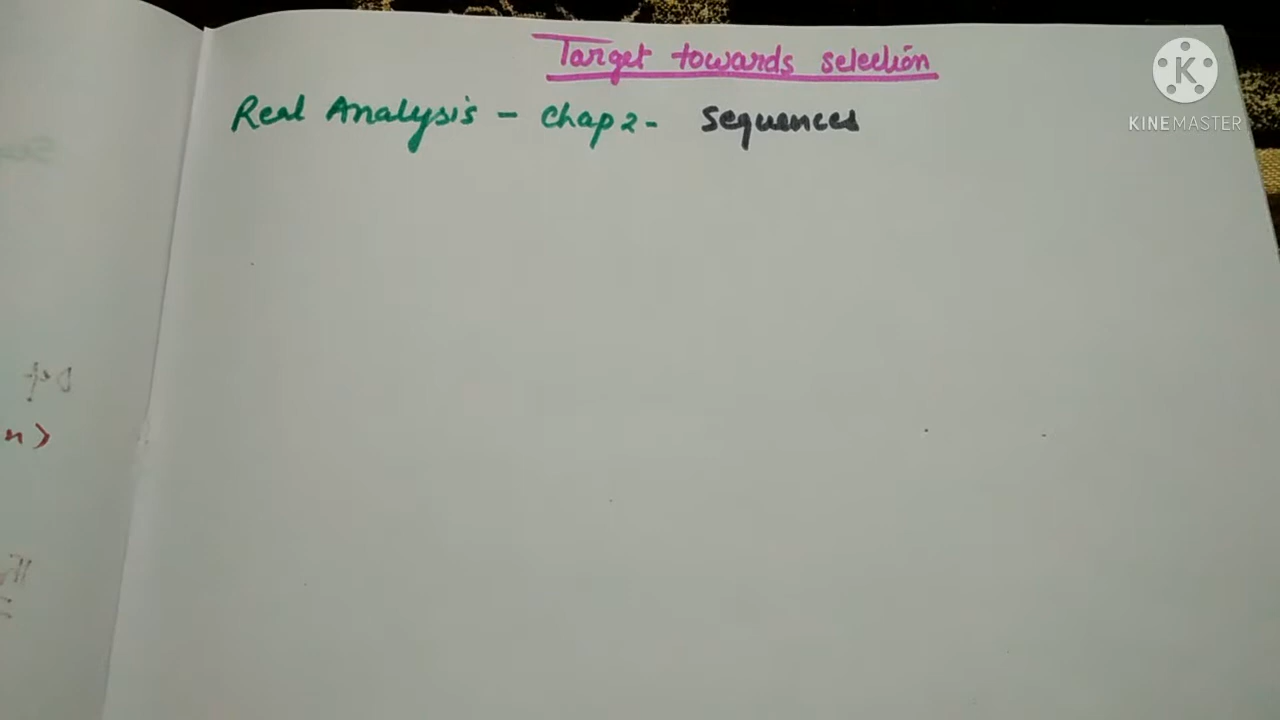 Target towards selection
K
KINEMASTER
Real Analysis - Chap 2 - Sequences
n>